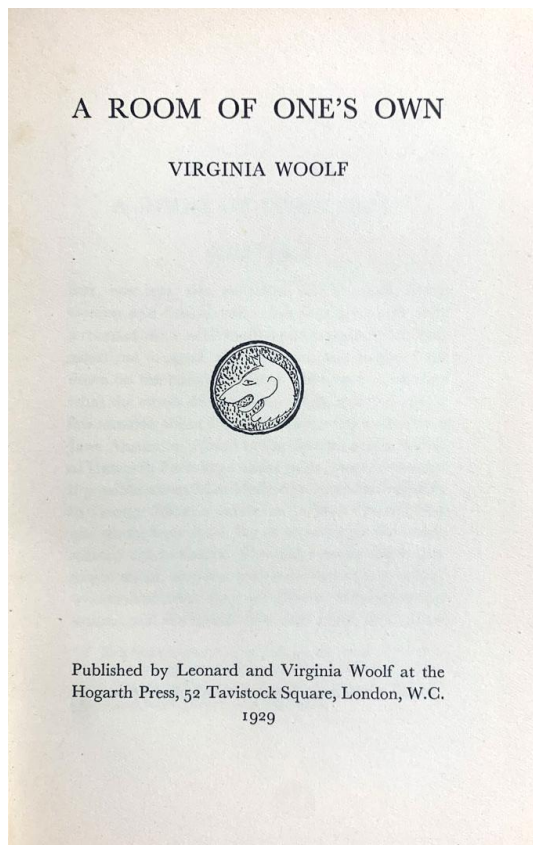 A ROOM OF ONE'S OWN
VIRGINIA WOOLF
Published by Leonard and Virginia Woolf at the
Hogarth Press, 52 Tavistock Square, London, W.C.
1929